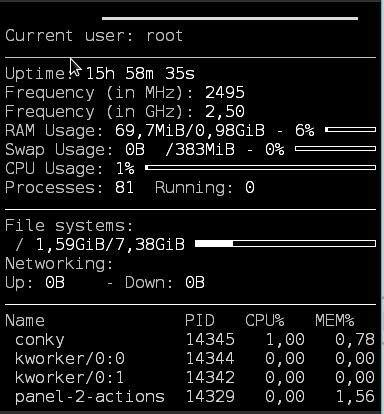 Current user: root
Uptime: 15h 58m 35s
Frequency (in MHz): 2495
Frequency (in GHz): 2,50
RAM Usage: 69,7MiB/0,98GiB - 6%
Swap Usage: 0B /383MiB - 0%
CPU Usage: 1%
Processes: 81 Running: 0
File systems:
/ 1,59GiB/7,38GiB
Networking:
Up: 0B - Down: 0B
Name PID CPU% MEM%
conky 14345 1,00 0,78
kworker/0:0 14344 0,00 0,00
kworker/0:1 14342 0,00 0,00
panel-2-actions 14329 0,00 1,56